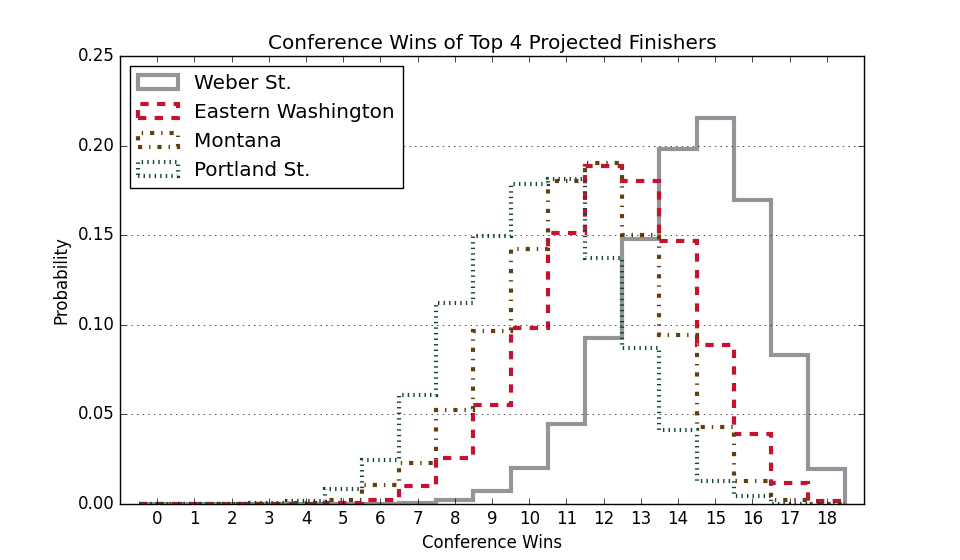 Conference Wins of Top 4 Projected Finishers
0.25
0.20
0.15
0.10
0.05
0.00
Probability
Weber St.
Eastern Washington
Montana
Portland St.
0 1 2 3 4 5 6 7 8 9 10 11 12 13 14 15 16 17 18
Conference Wins